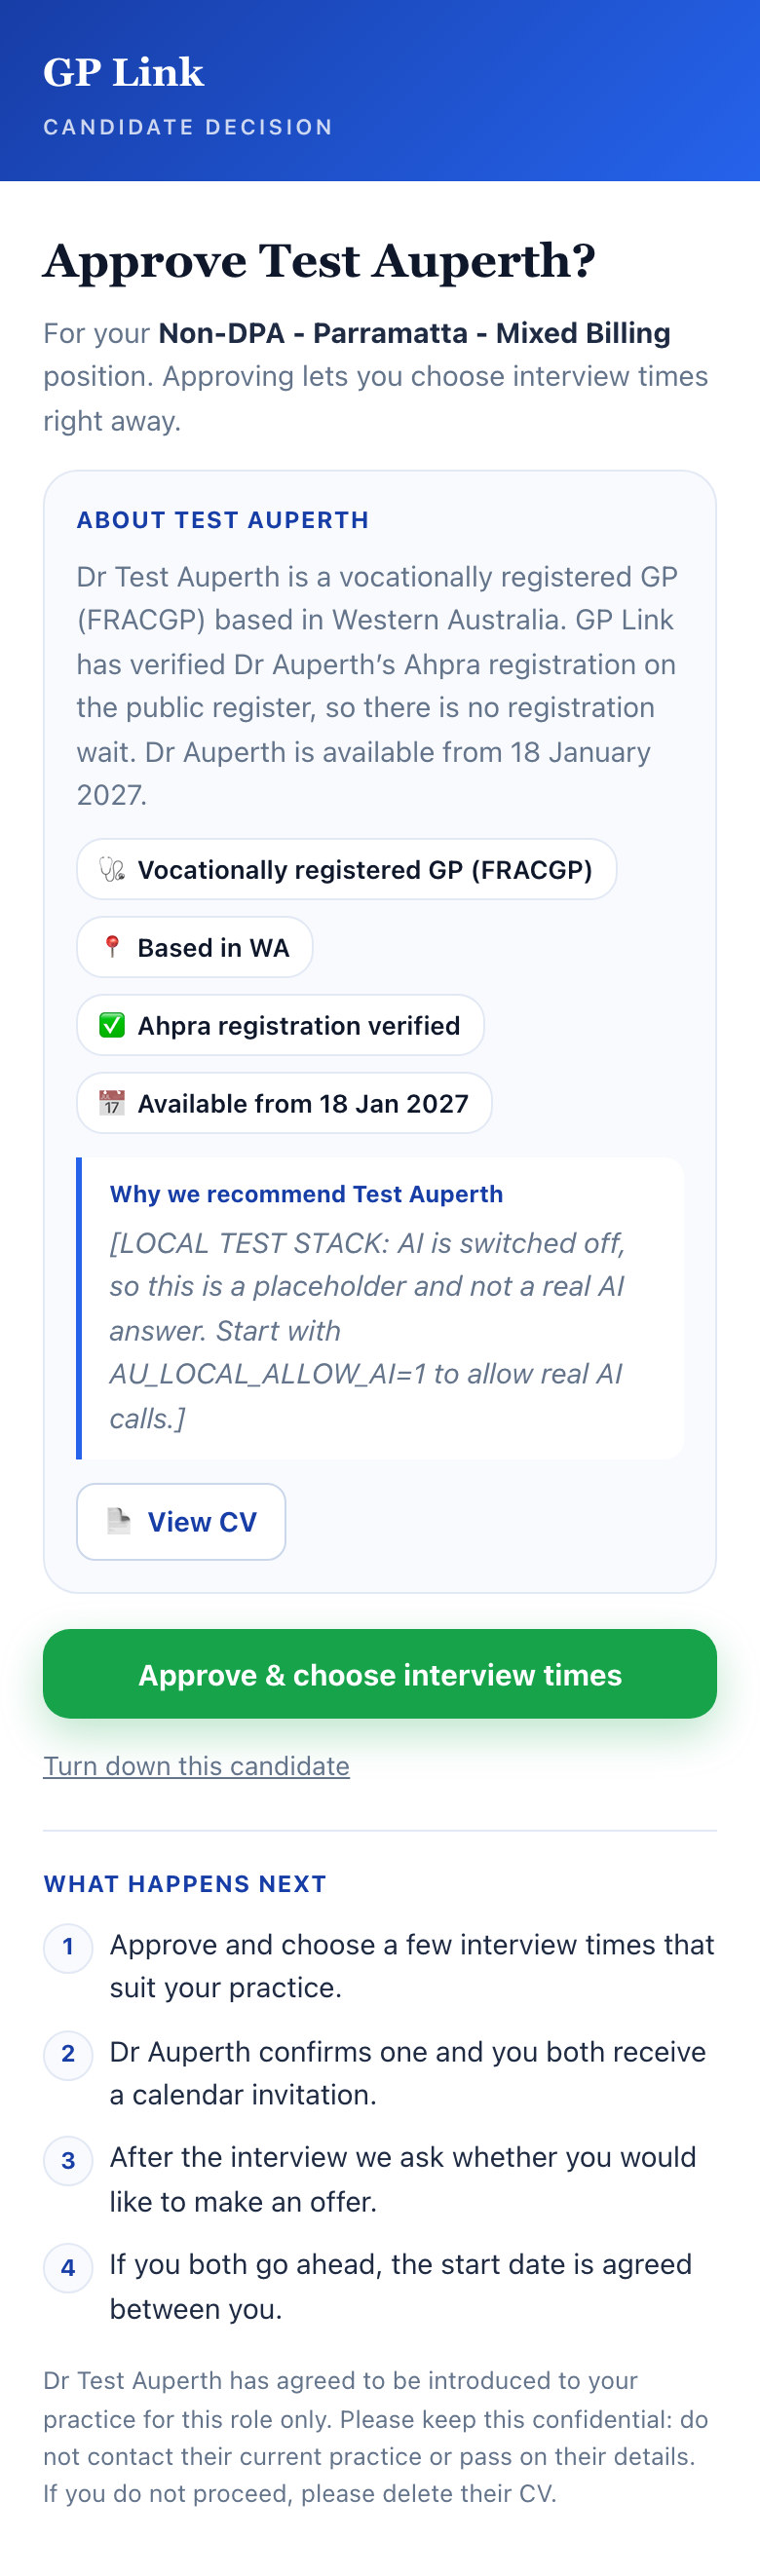 GP Link
CANDIDATE DECISION
Approve Test Auperth?
For your Non-DPA - Parramatta - Mixed Billing
position. Approving lets you choose interview times
right away.
ABOUT TEST AUPERTH
Dr Test Auperth is a vocationally registered GP
(FRACGP) based in Western Australia. GP Link
has verified Dr Auperth’s Ahpra registration on
the public register, so there is no registration
wait. Dr Auperth is available from 18 January
2027.
Vocationally registered GP (FRACGP)
Based in WA
Ahpra registration verified
17 Available from 18 Jan 2027
Why we recommend Test Auperth
[LOCAL TEST STACK: AI is switched off,
so this is a placeholder and not a real AI
answer. Start with
AU_LOCAL_ALLOW_AI=1 to allow real AI
calls.]
View CV
Approve & choose interview times
Turn down this candidate
WHAT HAPPENS NEXT
1 Approve and choose a few interview times that
suit your practice.
2 Dr Auperth confirms one and you both receive
a calendar invitation.
3 After the interview we ask whether you would
like to make an offer.
4 If you both go ahead, the start date is agreed
between you.
Dr Test Auperth has agreed to be introduced to your
practice for this role only. Please keep this confidential: do
not contact their current practice or pass on their details.
If you do not proceed, please delete their CV.